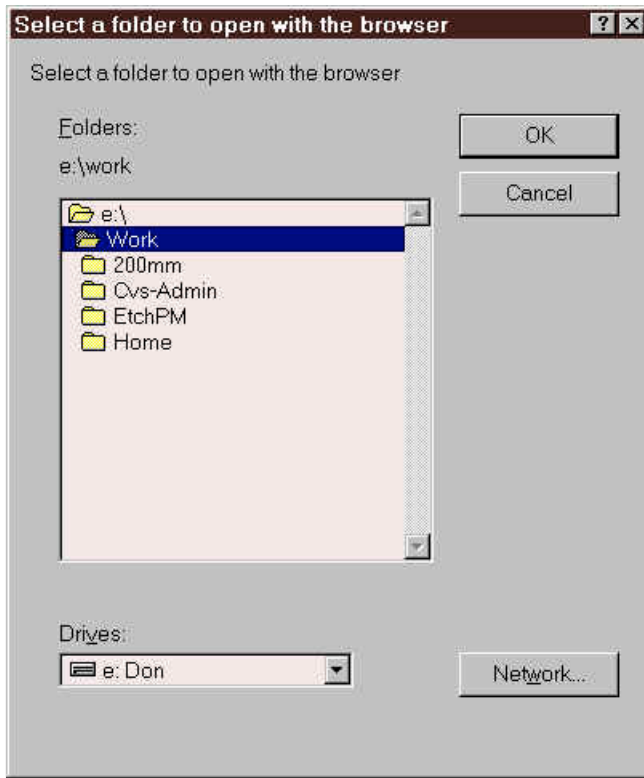 Select a folder to open with the browser
Select a folder to open with the browser
Folders:
OK
e:\work
Cancel
e:\
Work
200mm
Cvs-Admin
EtchPM
Home
Drives:
e: Don
Network...